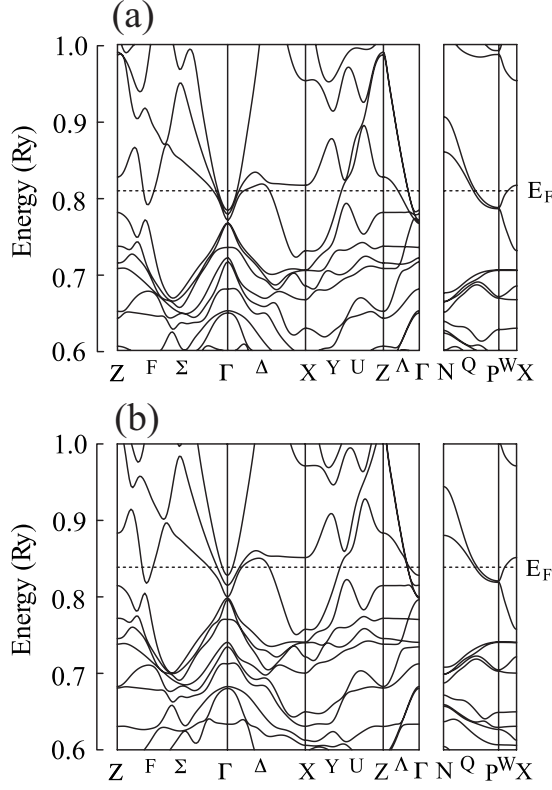 (a)
Energy (Ry)
1.0
0.9
0.8
0.7
0.6
E_F
Z F Σ Γ Δ X Y U Z Λ Γ N Q P W X
(b)
Energy (Ry)
1.0
0.9
0.8
0.7
0.6
E_F
Z F Σ Γ Δ X Y U Z Λ Γ N Q P W X